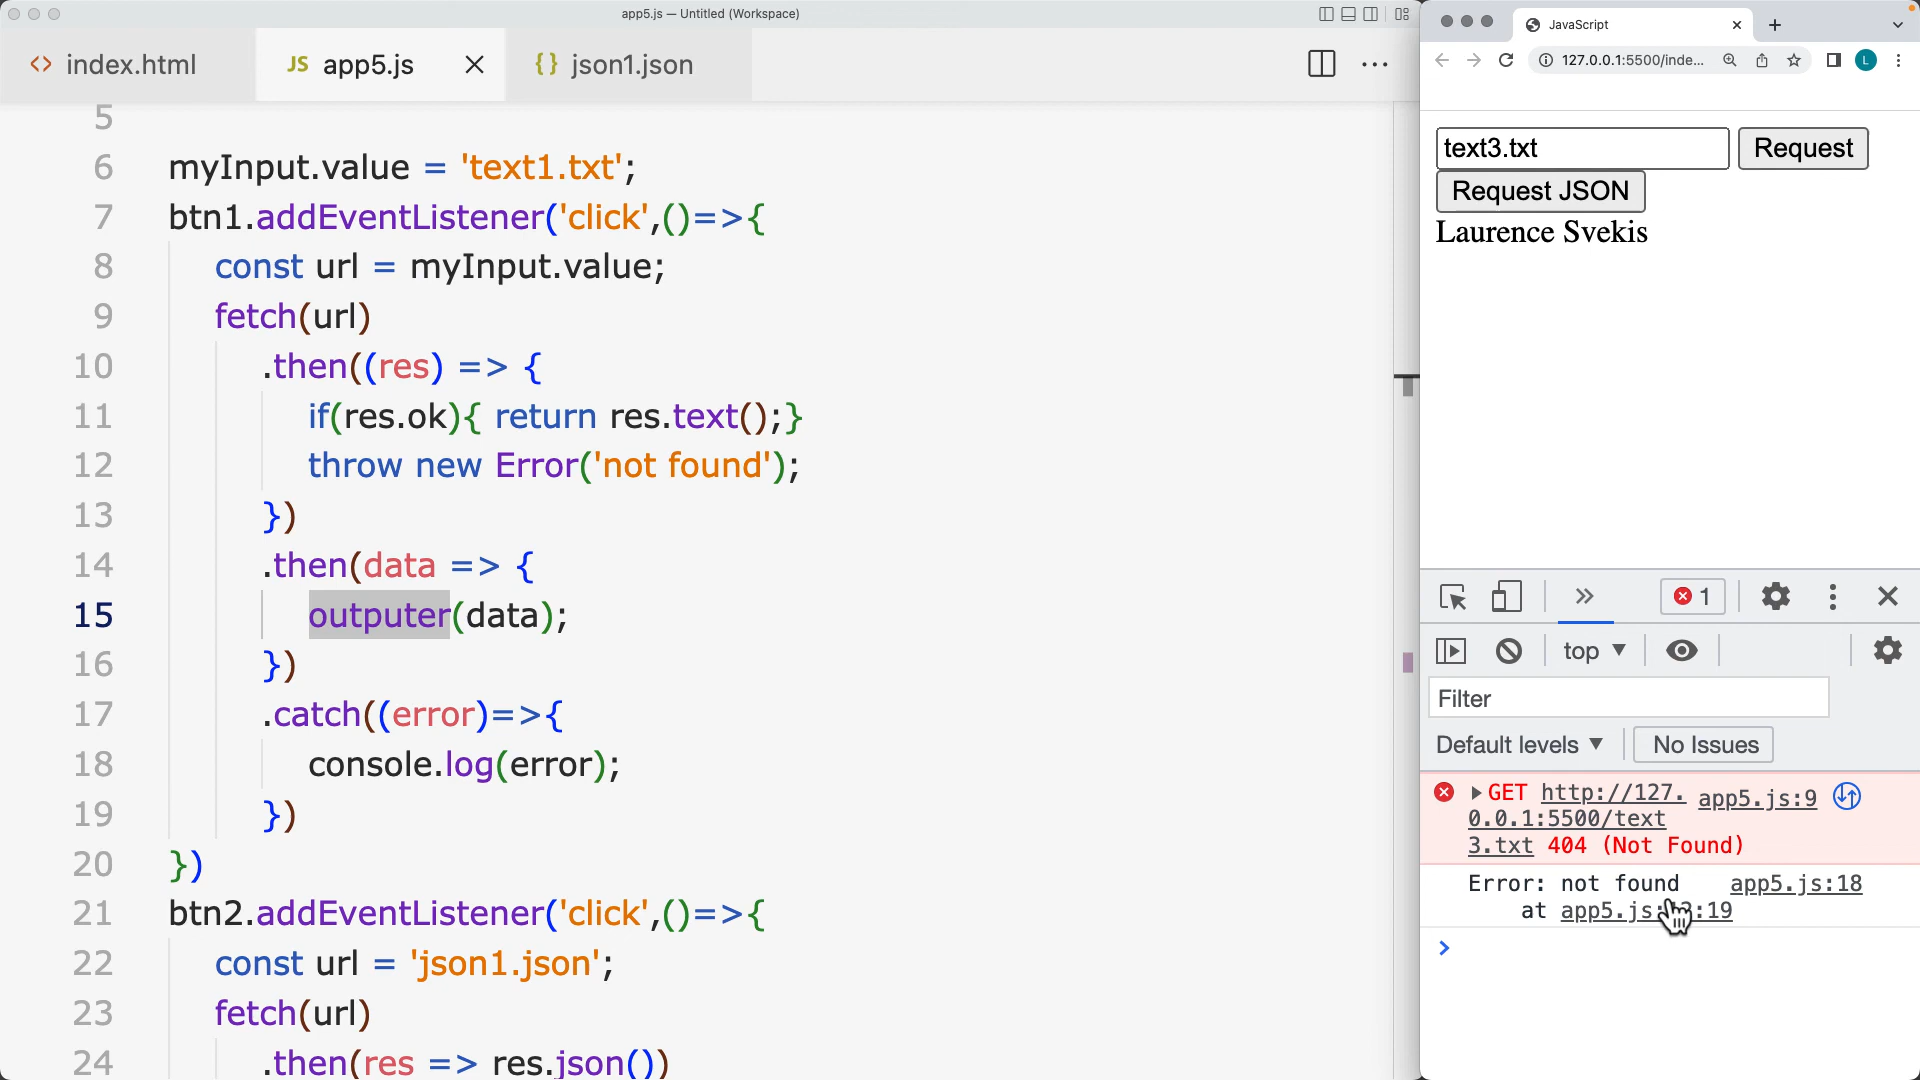 app5.js — Untitled (Workspace)
<> index.html
JS app5.js
{} json1.json
5
6 myInput.value = 'text1.txt';
7 btn1.addEventListener('click',()=>{
8 const url = myInput.value;
9 fetch(url)
10 .then((res) => {
11 if(res.ok){ return res.text();}
12 throw new Error('not found');
13 })
14 .then(data => {
15 outputer(data);
16 })
17 .catch((error)=>{
18 console.log(error);
19 })
20 })
21 btn2.addEventListener('click',()=>{
22 const url = 'json1.json';
23 fetch(url)
24 .then(res => res.json())
JavaScript
127.0.0.1:5500/inde...
L
text3.txt Request
Request JSON
Laurence Svekis
1
top
Filter
Default levels No Issues
GET http://127. app5.js:9
0.0.1:5500/text
3.txt 404 (Not Found)
Error: not found app5.js:18
at app5.js: :19